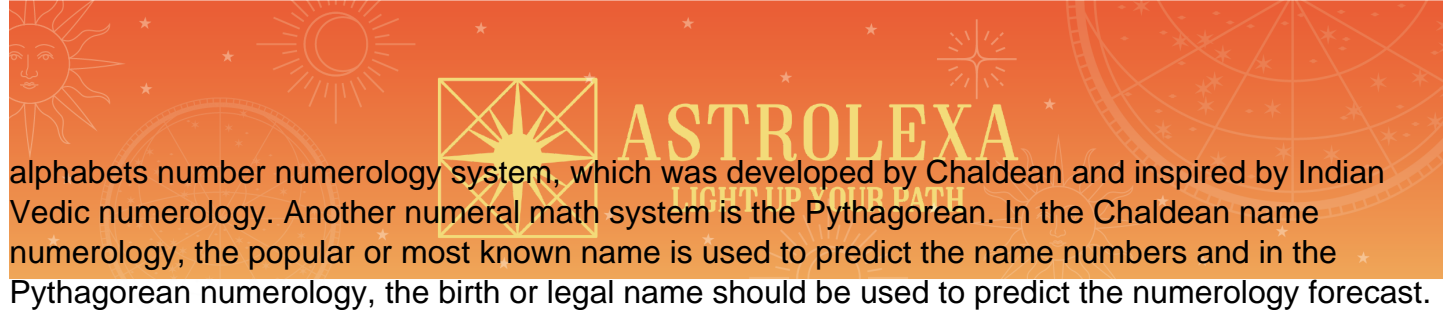 ASTROLEXA
LIGHT UP YOUR PATH
alphabets number numerology system, which was developed by Chaldean and inspired by Indian
Vedic numerology. Another numeral math system is the Pythagorean. In the Chaldean name
numerology, the popular or most known name is used to predict the name numbers and in the
Pythagorean numerology, the birth or legal name should be used to predict the numerology forecast.